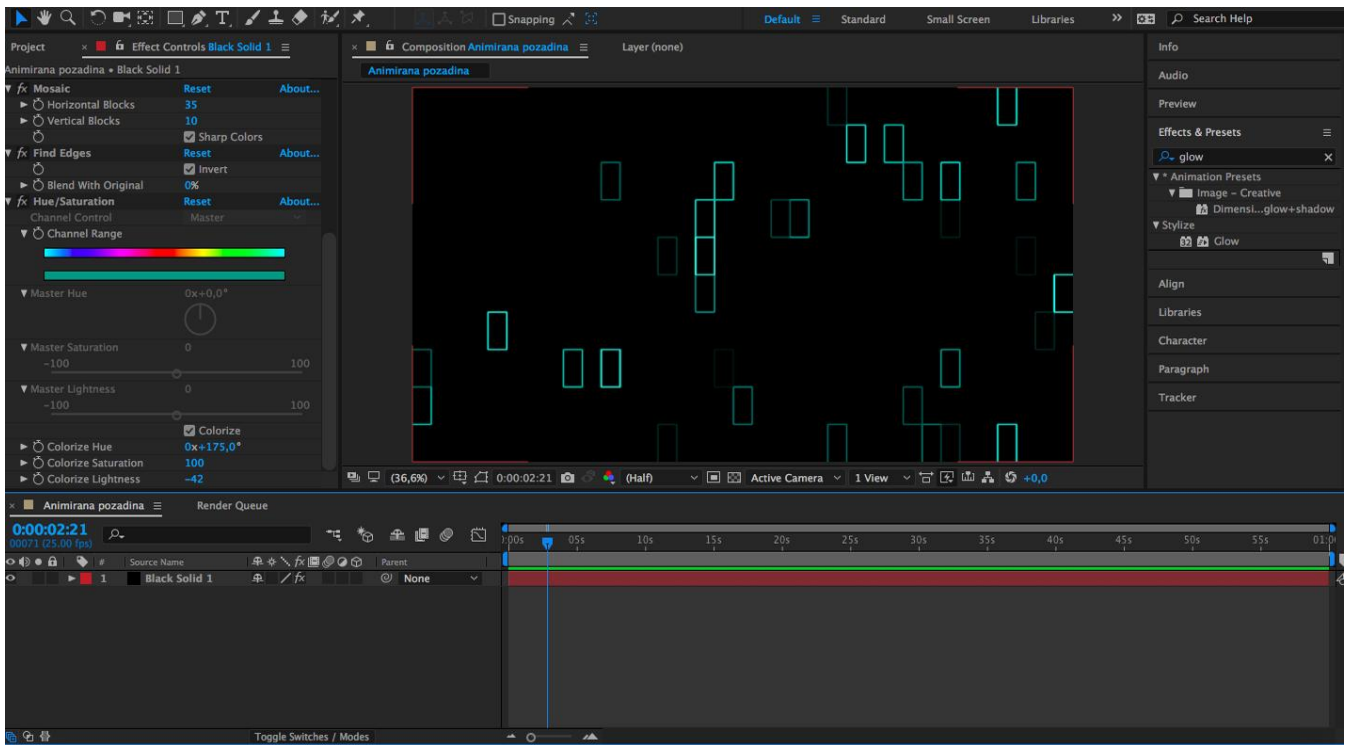 Snapping
Default
Standard
Small Screen
Libraries
Search Help
Project
Effect Controls Black Solid 1
Composition Animirana pozadina
Layer (none)
Info
Animirana pozadina • Black Solid 1
Animirana pozadina
Audio
fx Mosaic Reset About...
Horizontal Blocks 35
Vertical Blocks 10
Sharp Colors
fx Find Edges Reset About...
Invert
Blend With Original 0%
fx Hue/Saturation Reset About...
Channel Control Master
Channel Range
Master Hue 0x+0,0°
Master Saturation 0
-100 100
Master Lightness 0
-100 100
Colorize
Colorize Hue 0x+175,0°
Colorize Saturation 100
Colorize Lightness -42
Preview
Effects & Presets
glow x
* Animation Presets
Image – Creative
Dimensi...glow+shadow
Stylize
32 Glow
Align
Libraries
Character
Paragraph
Tracker
(36,6%) 0:00:02:21 (Half) Active Camera 1 View +0,0
Animirana pozadina
Render Queue
0:00:02:21
00071 (25.00 fps)
):00s 05s 10s 15s 20s 25s 30s 35s 40s 45s 50s 55s 01:0
# Source Name fx Parent
1 Black Solid 1 fx None
Toggle Switches / Modes